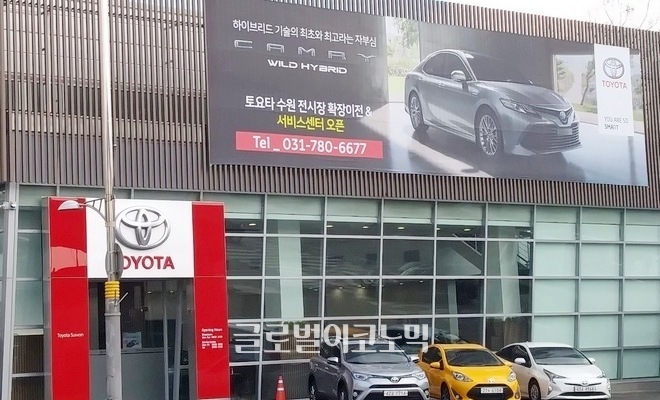 하이브리드 기술의 최초와 최고라는 자부심
CAMRY
WILD HYBRID
토요타 수원 전시장 확장이전 &
서비스센터 오픈
Tel _ 031-780-6677
TOYOTA
YOU ARE SO
SMART
TOYOTA
Toyota Suwon
Opening Hours
글로벌이코노믹